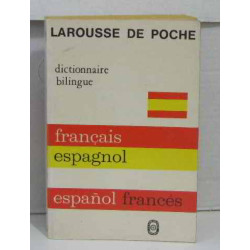 LAROUSSE DE POCHE
dictionnaire
bilingue
français
espagnol
español francés